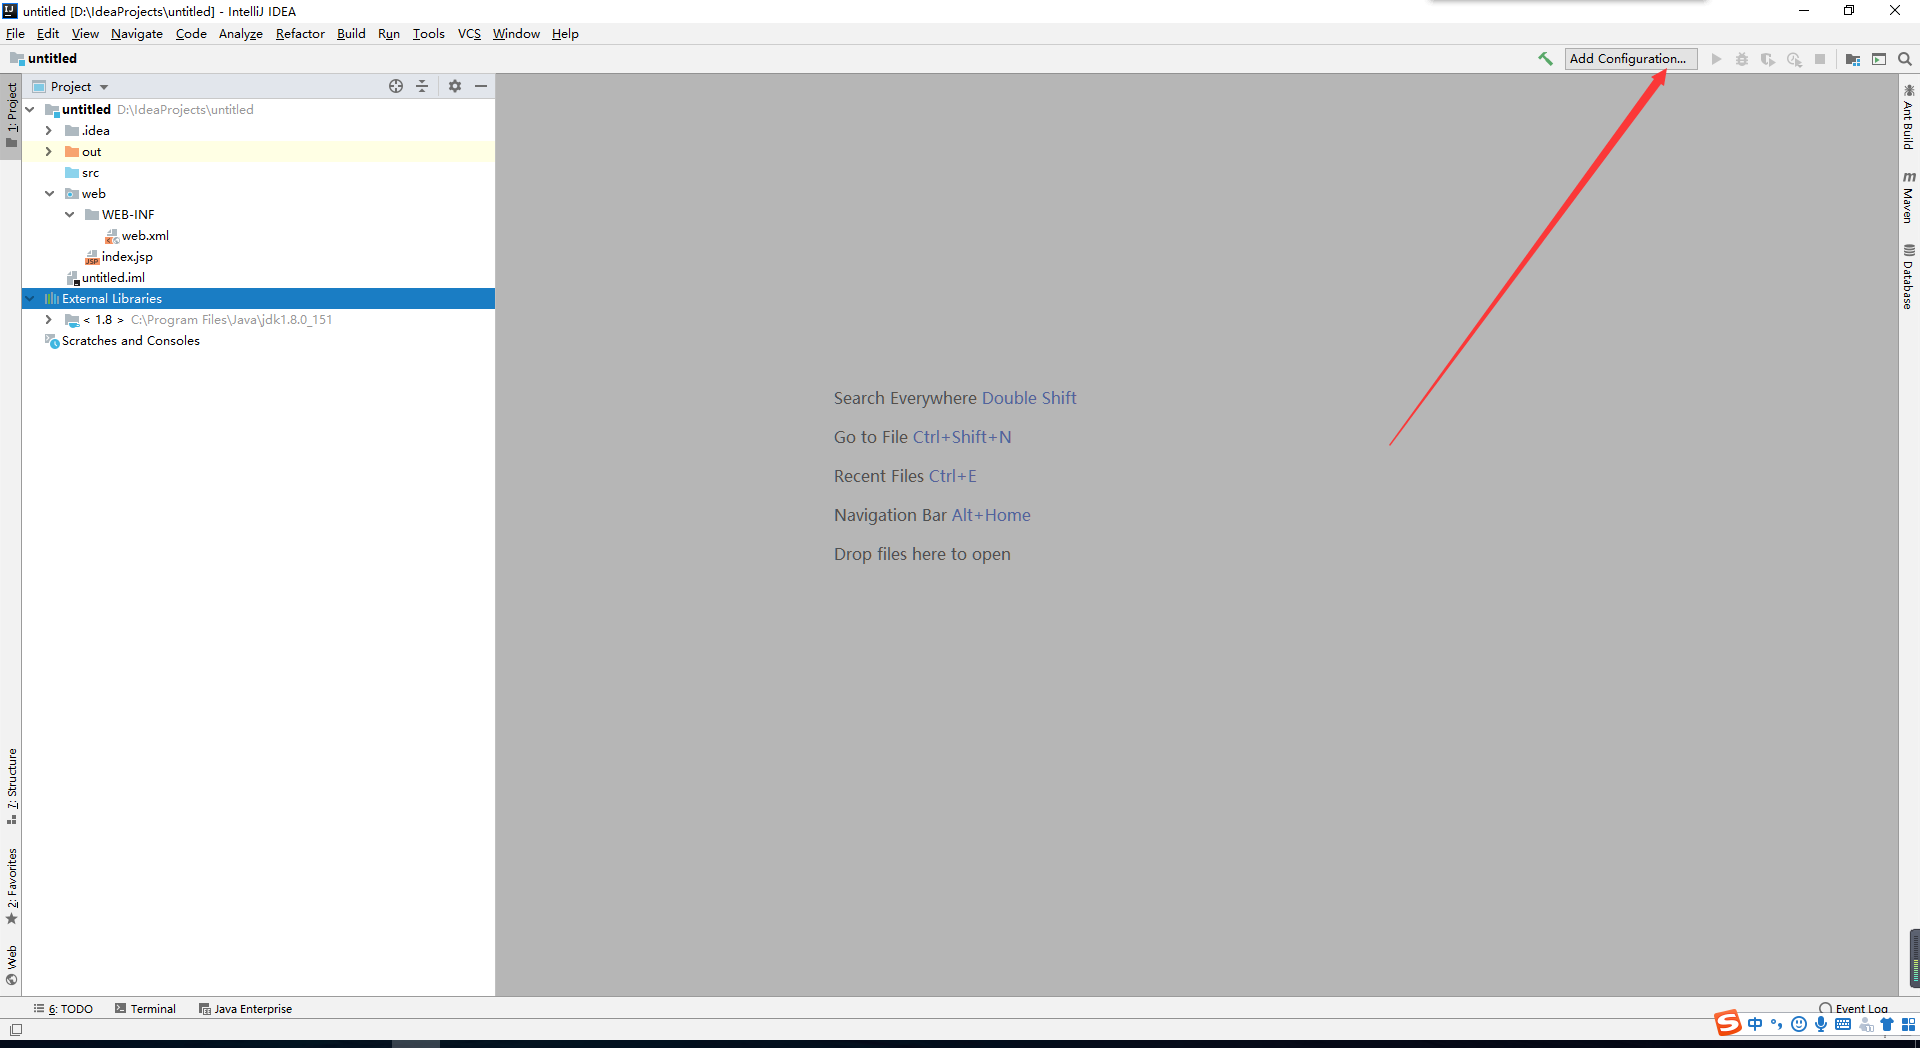 untitled [D:\IdeaProjects\untitled] - IntelliJ IDEA
File Edit View Navigate Code Analyze Refactor Build Run Tools VCS Window Help
untitled
Add Configuration...
1: Project
Project
untitled D:\IdeaProjects\untitled
.idea
out
src
web
WEB-INF
web.xml
JSP
index.jsp
untitled.iml
External Libraries
< 1.8 > C:\Program Files\Java\jdk1.8.0_151
Scratches and Consoles
Search Everywhere Double Shift
Go to File Ctrl+Shift+N
Recent Files Ctrl+E
Navigation Bar Alt+Home
Drop files here to open
Ant Build
m
Maven
Database
7: Structure
2: Favorites
Web
6: TODO Terminal Java Enterprise
Event Log
S 中